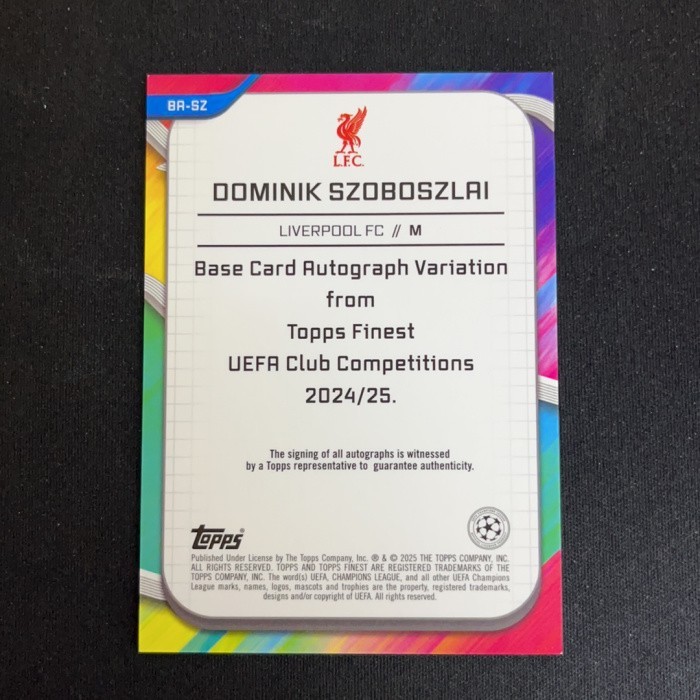 BA-SZ
L.F.C.
DOMINIK SZOBOSZLAI
LIVERPOOL FC // M
Base Card Autograph Variation
from
Topps Finest
UEFA Club Competitions
2024/25.
The signing of all autographs is witnessed
by a Topps representative to guarantee authenticity.
Topps®
Published Under License by The Topps Company, Inc. ® & © 2025 THE TOPPS COMPANY, INC.
ALL RIGHTS RESERVED. TOPPS AND TOPPS FINEST ARE REGISTERED TRADEMARKS OF THE
TOPPS COMPANY, INC. The word(s) UEFA, CHAMPIONS LEAGUE, and all other UEFA Champions
League marks, names, logos, mascots and trophies are the property, registered trademarks,
designs and/or copyright of UEFA. All rights reserved.